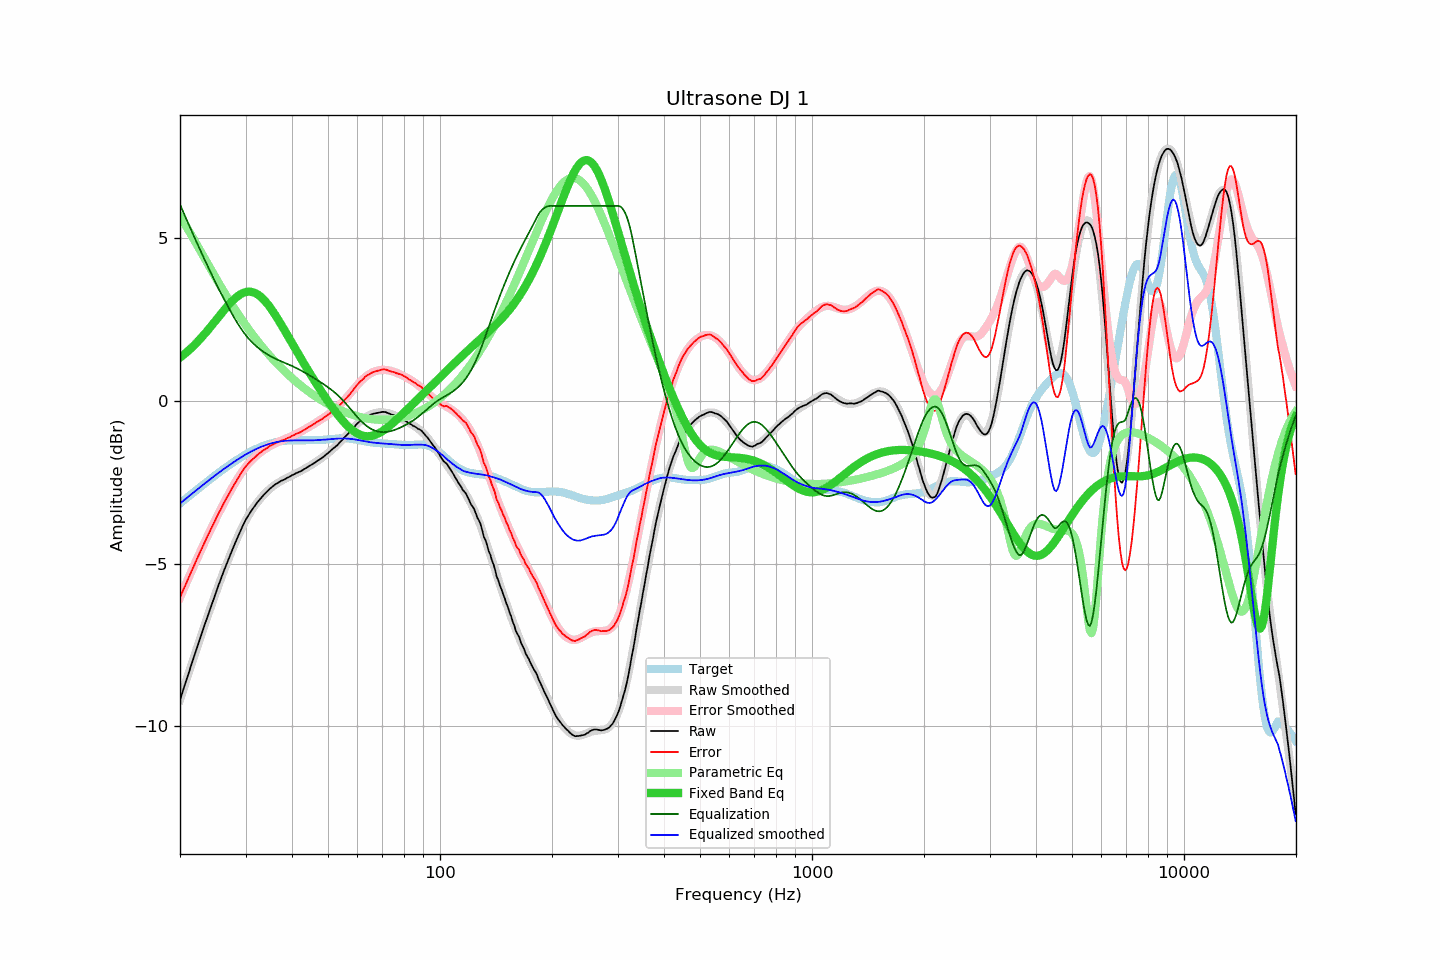 Ultrasone DJ 1
Amplitude (dBr)
5
0
−5
−10
Target
Raw Smoothed
Error Smoothed
Raw
Error
Parametric Eq
Fixed Band Eq
Equalization
Equalized smoothed
100
1000
10000
Frequency (Hz)